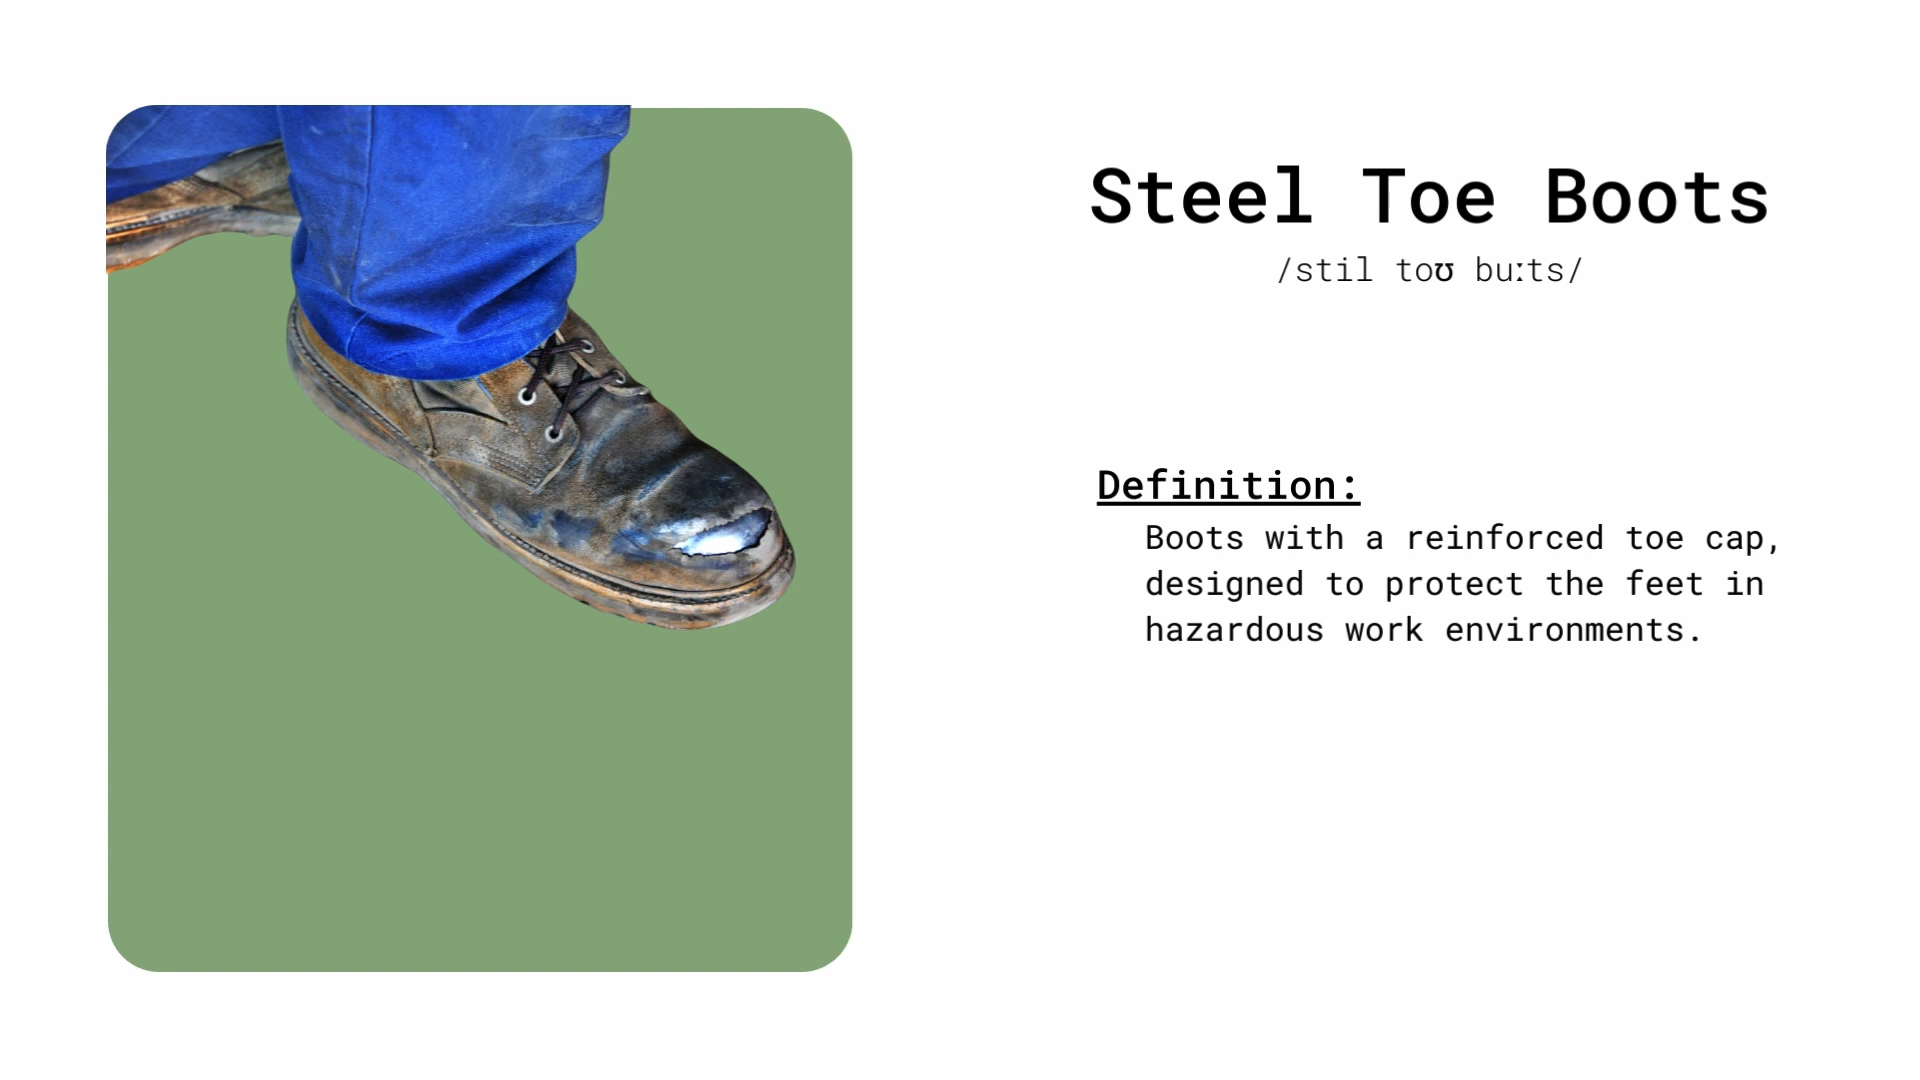 Steel Toe Boots
/stil toʊ buːts/
Definition:
Boots with a reinforced toe cap,
designed to protect the feet in
hazardous work environments.